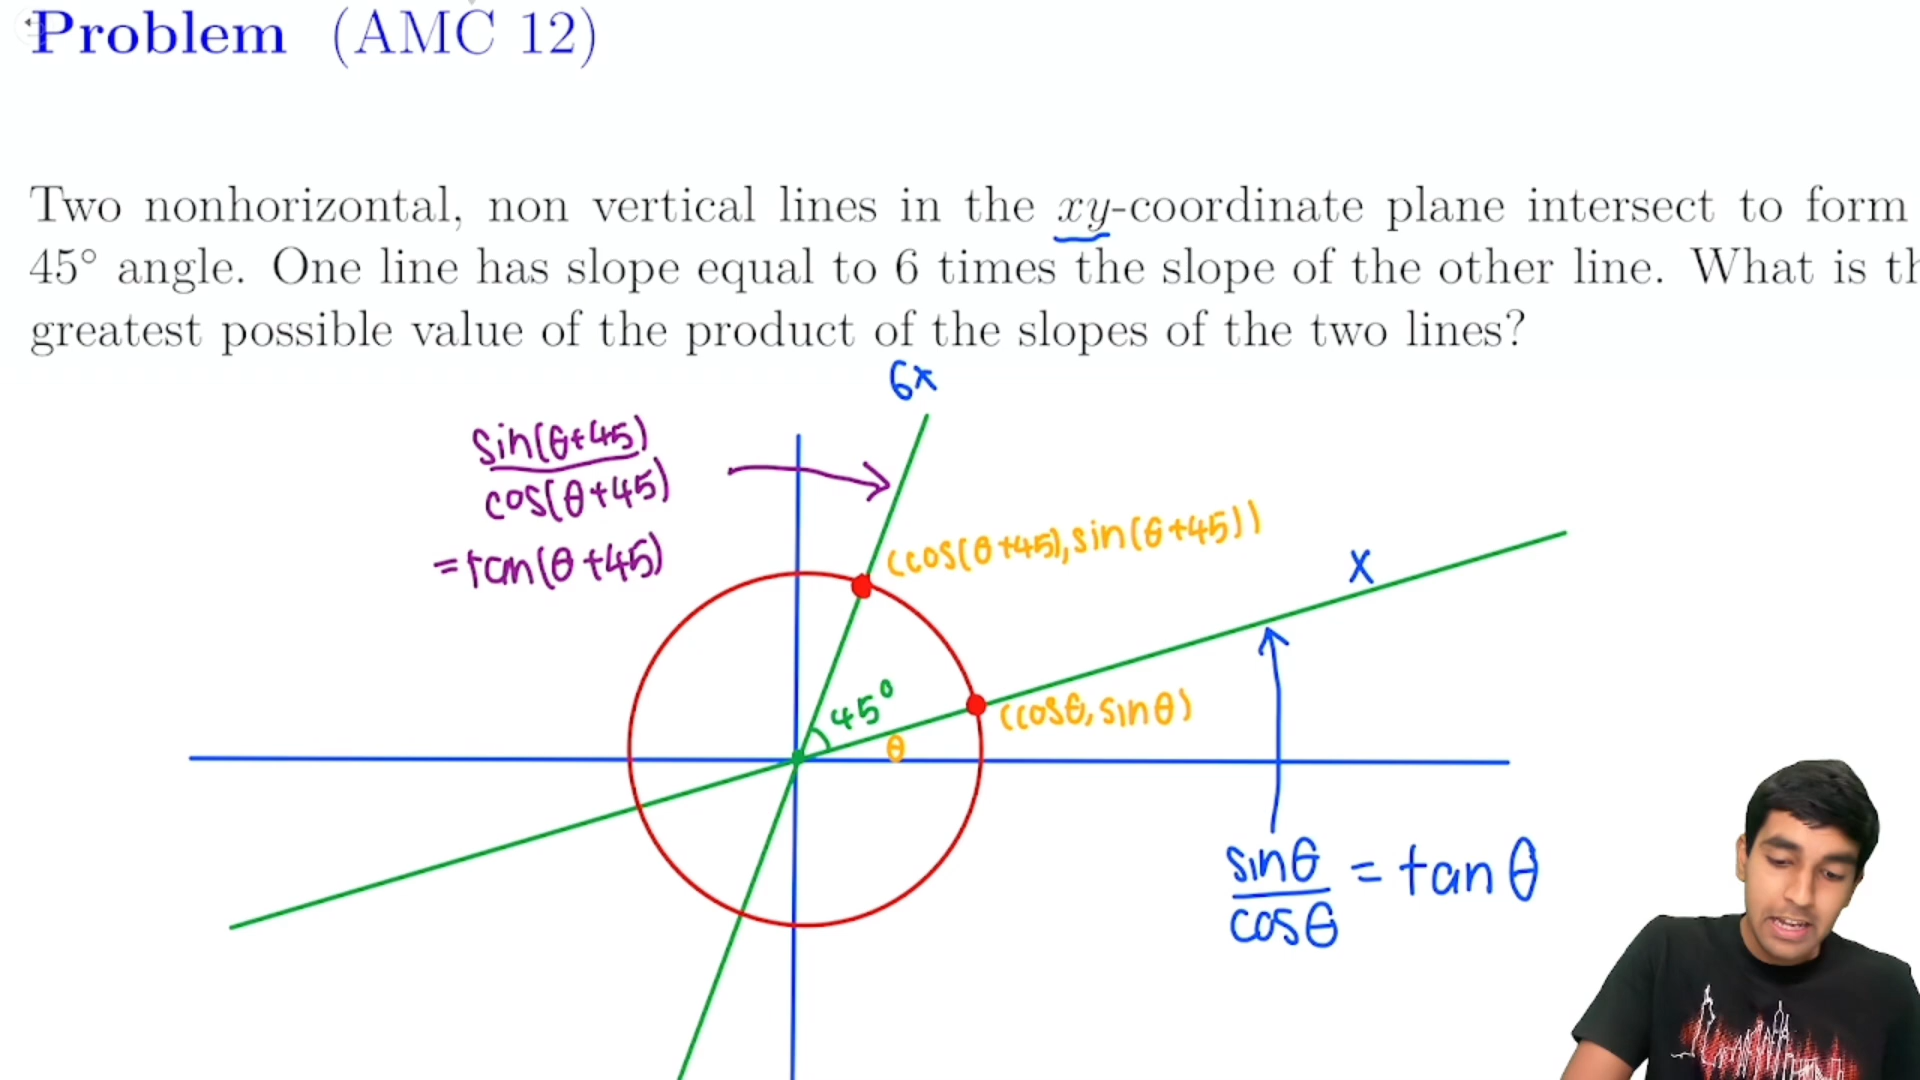 Problem (AMC 12)
Two nonhorizontal, non vertical lines in the xy-coordinate plane intersect to form
45° angle. One line has slope equal to 6 times the slope of the other line. What is th
greatest possible value of the product of the slopes of the two lines?
6x
sin(θ+45)
cos(θ+45)
=tan(θ+45)
(cos(θ+45),sin(θ+45))
x
45°
θ
(cosθ,sinθ)
sinθ
cosθ
= tan θ